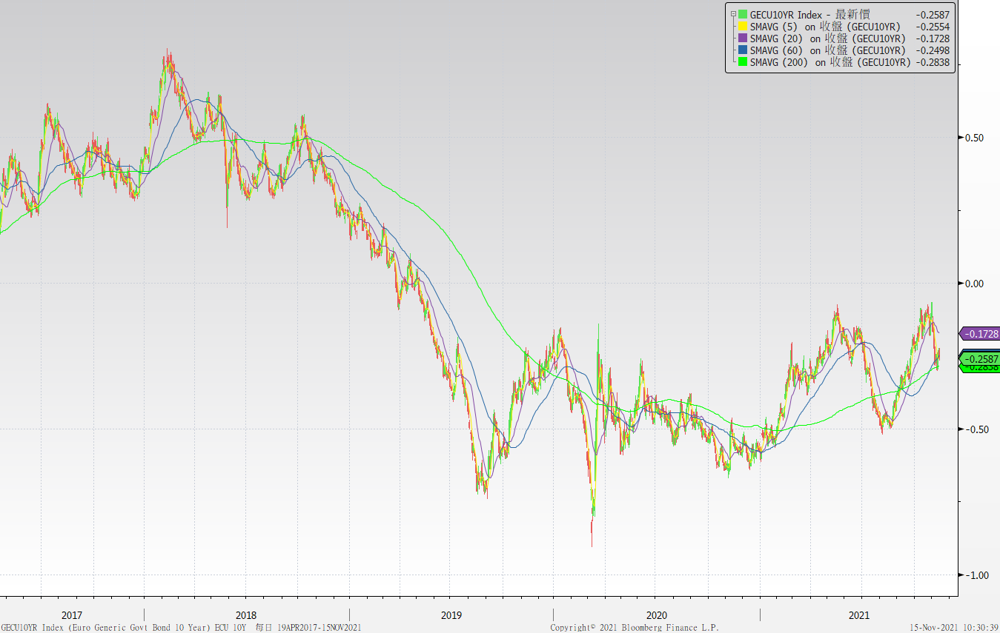 GECU10YR Index - 最新價 -0.2587
SMAVG (5) on 收盤 (GECU10YR) -0.2554
SMAVG (20) on 收盤 (GECU10YR) -0.1728
SMAVG (60) on 收盤 (GECU10YR) -0.2498
SMAVG (200) on 收盤 (GECU10YR) -0.2838
0.50
0.00
-0.1728
-0.2587
-0.2838
-0.50
-1.00
2017 2018 2019 2020 2021
GECU10YR Index (Euro Generic Govt Bond 10 Year) ECU 10Y 每日 19APR2017-15NOV2021 Copyright© 2021 Bloomberg Finance L.P. 15-Nov-2021 10:30:39